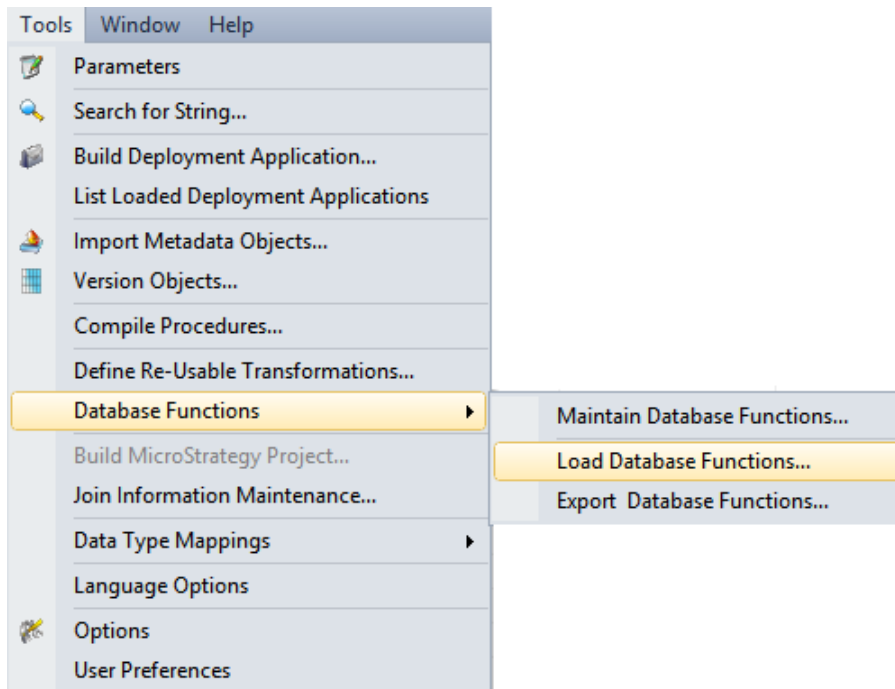 Tools Window Help
Parameters
Search for String...
Build Deployment Application...
List Loaded Deployment Applications
Import Metadata Objects...
Version Objects...
Compile Procedures...
Define Re-Usable Transformations...
Database Functions
Maintain Database Functions...
Load Database Functions...
Export  Database Functions...
Build MicroStrategy Project...
Join Information Maintenance...
Data Type Mappings
Language Options
Options
User Preferences